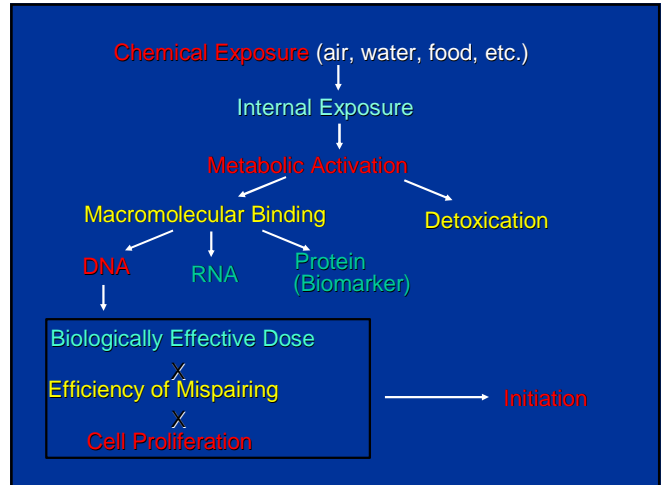 Chemical Exposure (air, water, food, etc.)
Internal Exposure
Metabolic Activation
Macromolecular Binding
Detoxication
DNA
RNA
Protein
(Biomarker)
Biologically Effective Dose
X
Efficiency of Mispairing
X
Cell Proliferation
Initiation